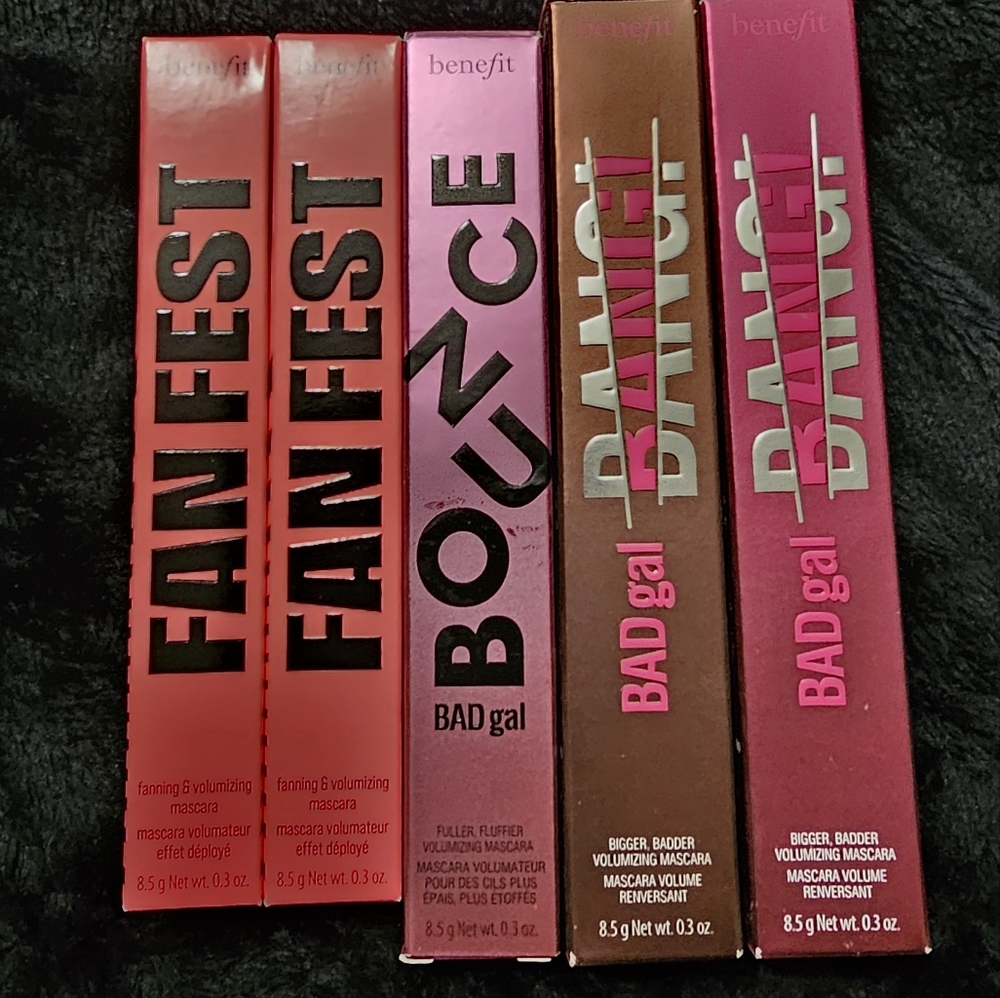 benefit
FAN FEST
fanning & volumizing
mascara
mascara volumateur
effet déployé
8.5 g Net wt. 0.3 oz.
benefit
FAN FEST
fanning & volumizing
mascara
mascara volumateur
effet déployé
8.5 g Net wt. 0.3 oz.
benefit
BOUNCE
BAD gal
FULLER, FLUFFIER
VOLUMIZING MASCARA
MASCARA VOLUMATEUR
POUR DES CILS PLUS
ÉPAIS, PLUS ÉTOFFÉS
8.5 g Net wt. 0.3 oz.
benefit
BAD gal
BANG!
BIGGER, BADDER
VOLUMIZING MASCARA
MASCARA VOLUME
RENVERSANT
8.5 g Net wt. 0.3 oz.
benefit
BAD gal
BANG!
BIGGER, BADDER
VOLUMIZING MASCARA
MASCARA VOLUME
RENVERSANT
8.5 g Net wt. 0.3 oz.